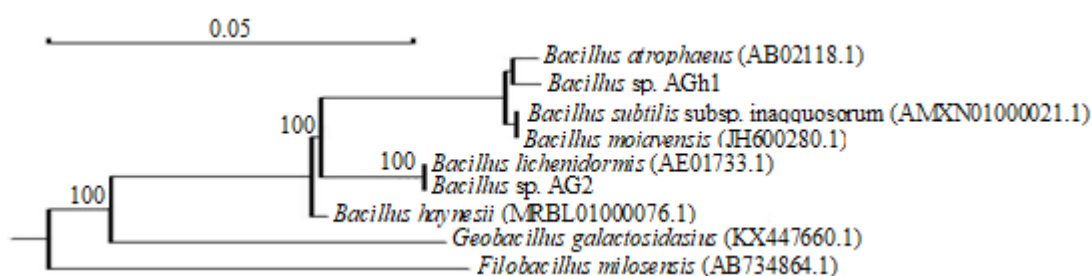 0.05
Bacillus atrophaeus (AB02118.1)
Bacillus sp. AGh1
Bacillus subtilis subsp. inaqquosorum (AMXN01000021.1)
Bacillus mojavensis (JH600280.1)
100
100 Bacillus lichenidormis (AE01733.1)
Bacillus sp. AG2
100
Bacillus haynesii (MRBL01000076.1)
Geobacillus galactosidasius (KX447660.1)
Filobacillus milosensis (AB734864.1)